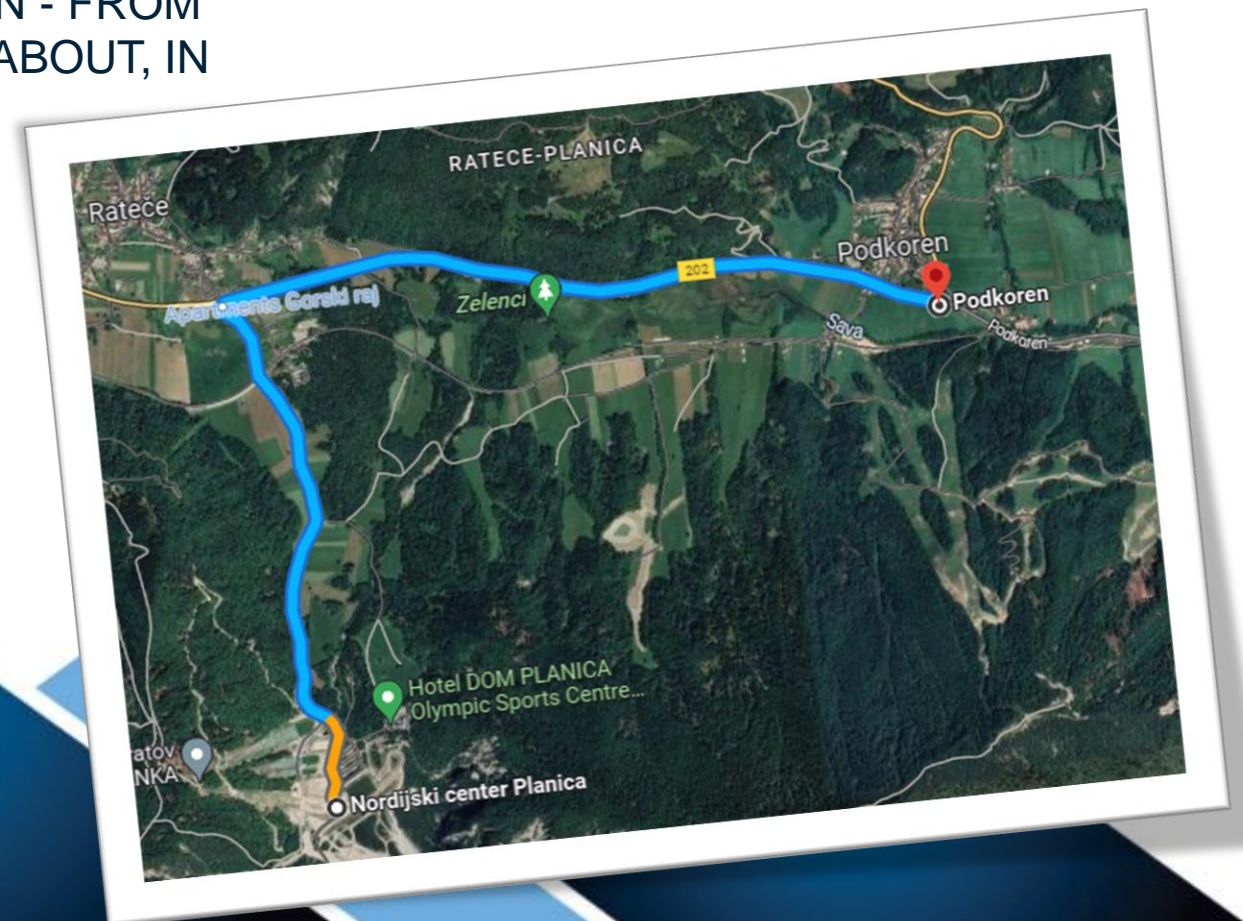 N - FROM
ABOUT, IN
RATECE-PLANICA
Rateče
Podkoren
202
Apartments Gorski raj
Zelenci
Podkoren
Sava
Podkoren
Hotel DOM PLANICA
Olympic Sports Centre...
atov
NKA
Nordijski center Planica